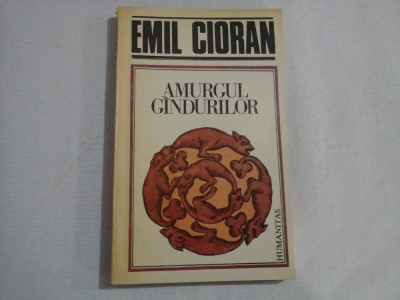 EMIL CIORAN
AMURGUL
GÎNDURILOR
HUMANITAS